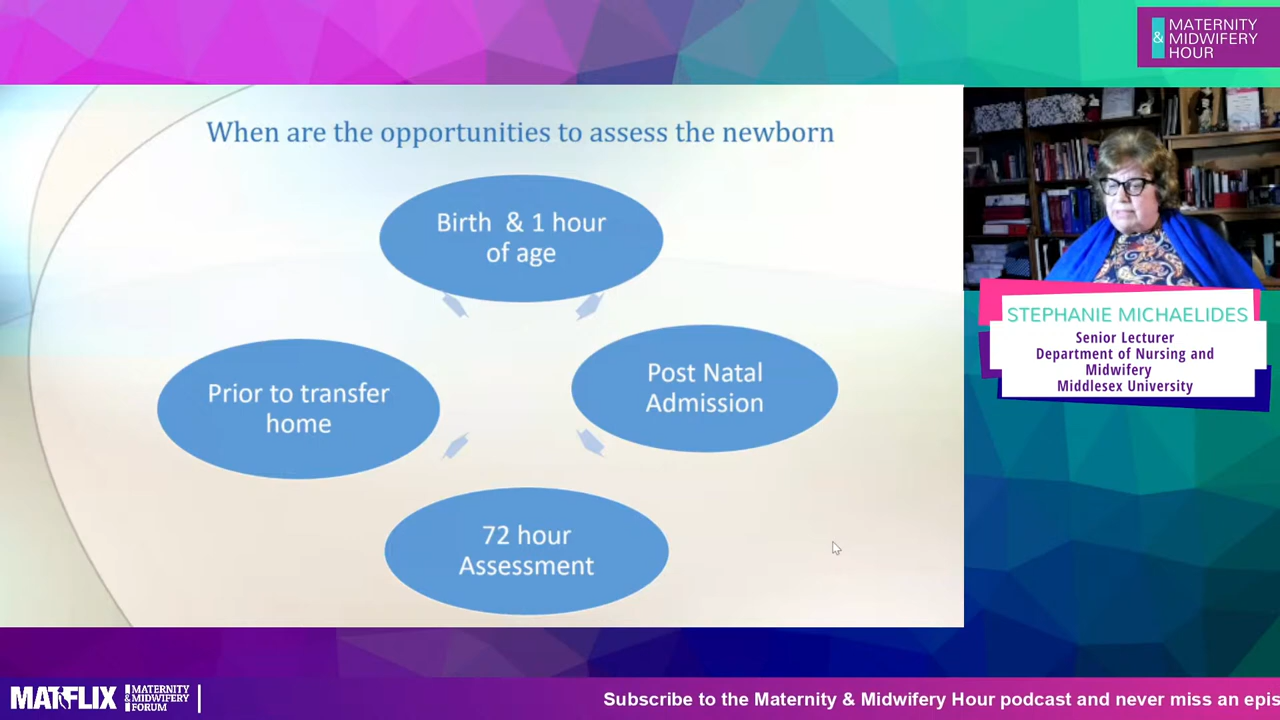 MATERNITY
& MIDWIFERY
HOUR
When are the opportunities to assess the newborn
Birth & 1 hour
of age
Post Natal
Admission
Prior to transfer
home
72 hour
Assessment
STEPHANIE MICHAELIDES
Senior Lecturer
Department of Nursing and
Midwifery
Middlesex University
MATFLIX
MATERNITY
& MIDWIFERY
FORUM
Subscribe to the Maternity & Midwifery Hour podcast and never miss an epis